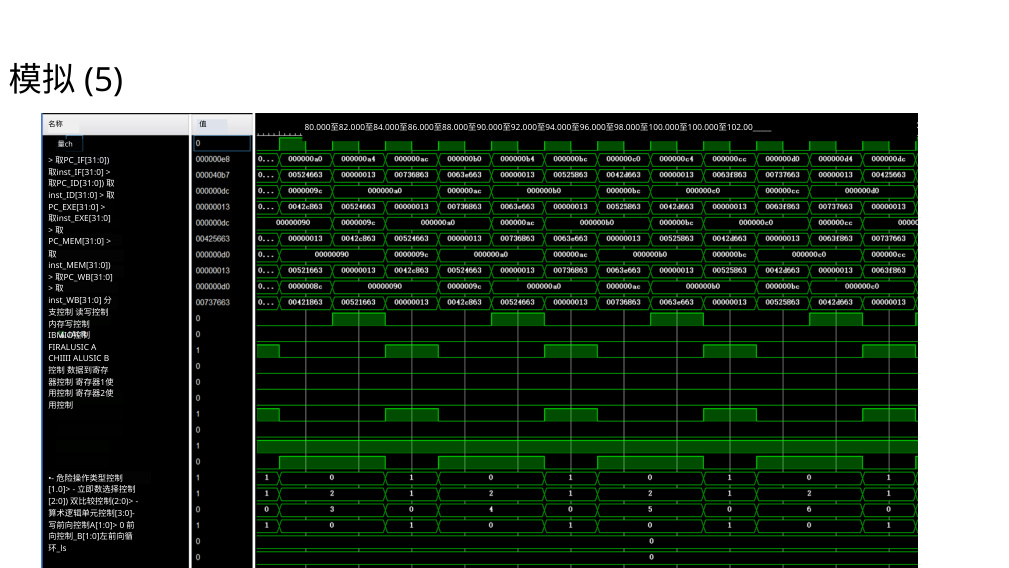 模拟 (5)
名称
值
80.000至82.000至84.000至86.000至88.000至90.000至92.000至94.000至96.000至98.000至100.000至100.000至102.00
量ch
0
> 取PC_IF[31:0])
取inst_IF[31:0] >
取PC_ID[31:0]) 取
inst_ID[31:0] > 取
PC_EXE[31:0] >
取inst_EXE[31:0]
> 取
PC_MEM[31:0] >
取
inst_MEM[31:0])
> 取PC_WB[31:0]
> 取
inst_WB[31:0] 分
支控制 读写控制
内存写控制
FIRALUSIC A
CHIIII ALUSIC B
控制 数据到寄存
器控制 寄存器1使
用控制 寄存器2使
用控制
•- 危险操作类型控制
[1.0]> - 立即数选择控制
[2:0]) 双比较控制(2:0)> -
算术逻辑单元控制[3:0]-
写前向控制A[1:0]> 0 前
向控制_B[1:0]左前向循
环_ls
000000e8 0... 000000a0 000000a4 000000ac 000000b0 000000b4 000000bc 000000c0 000000c4 000000cc 000000d0 000000d4 000000dc
000040b7 0... 00524663 00000013 00736863 0063e663 00000013 00525863 0042d663 00000013 0063f863 00737663 00000013 00425663
000000dc 0000009c 000000a0 000000ac 000000b0 000000bc 000000c0 000000cc 000000d0
00000013 0... 0042c863 00524663 00000013 00736863 0063e663 00000013 00525863 0042d663 00000013 0063f863 00737663 00000013
000000dc 00000090 0000009c 000000a0 000000ac 000000b0 000000bc 000000c0 000000cc 0000
00425663 0... 00000013 0042c863 00524663 00000013 00736863 0063e663 00000013 00525863 0042d663 00000013 0063f863 00737663
000000d0 00000090 0000009c 000000a0 000000ac 000000b0 000000bc 000000c0 000000cc
00000013 0... 00521663 00000013 0042c863 00524663 00000013 00736863 0063e663 00000013 00525863 0042d663 00000013 0063f863
000000d0 0000008c 00000090 0000009c 000000a0 000000ac 000000b0 000000bc 000000c0
00737663 0... 00421863 00521663 00000013 0042c863 00524663 00000013 00736863 0063e663 00000013 00525863 0042d663 00000013
0
0
1
0
0
0
1
0
1
0
1 1 0 1 0 1 0 1 0 1
1 1 2 1 2 1 2 1 2 1
0 0 3 0 4 0 5 0 6 0
1 1 0 1 0 1 0 1 0 1
0 0
0 0